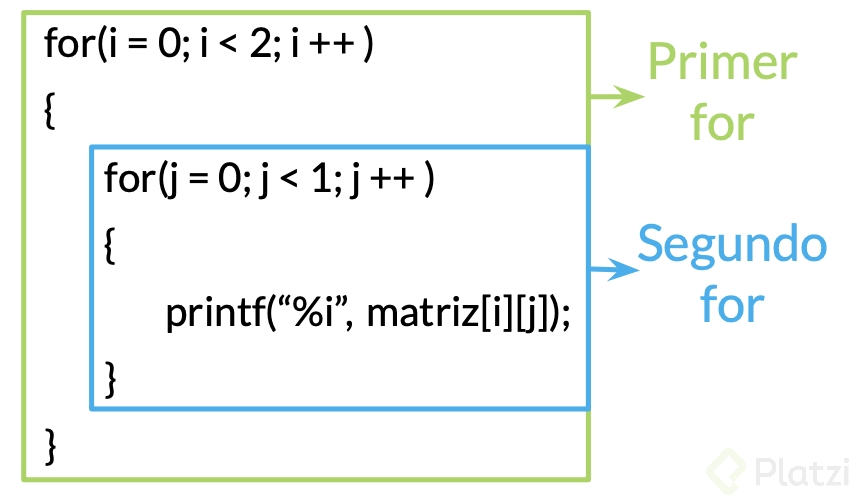 for(i = 0; i < 2; i ++ )
{
for(j = 0; j < 1; j ++ )
{
printf(“%i”, matriz[i][j]);
}
}
Primer
for
Segundo
for
Platzi